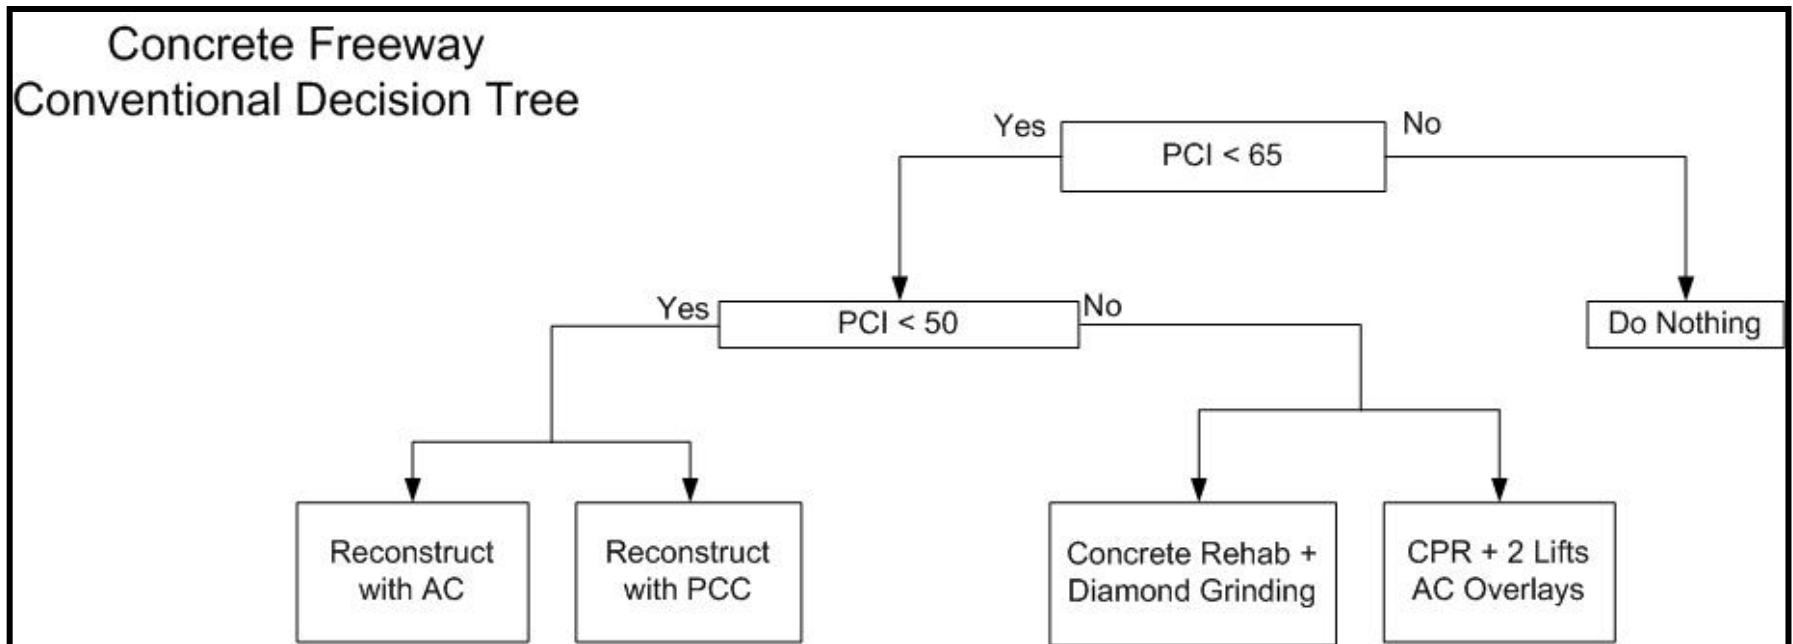 Concrete Freeway
Conventional Decision Tree
Yes
PCI < 65
No
Yes
PCI < 50
No
Do Nothing
Reconstruct
with AC
Reconstruct
with PCC
Concrete Rehab +
Diamond Grinding
CPR + 2 Lifts
AC Overlays